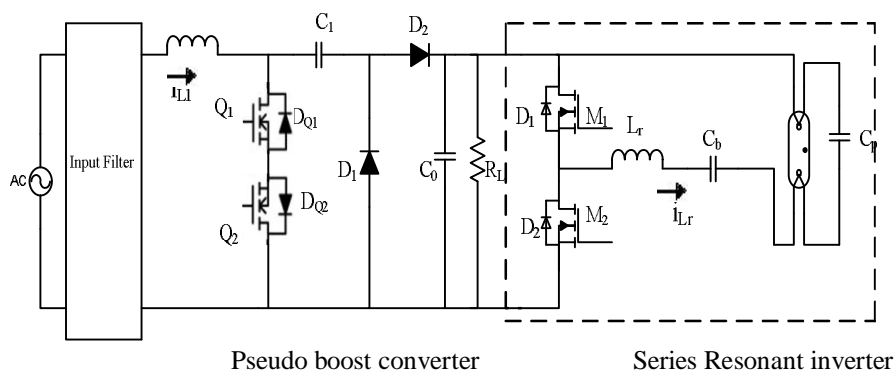 C1
D2
iL1
Q1
DQ1
D1
M1
Lr
Cb
Cp
Input Filter
AC
D1
C0
RL
DQ2
Q2
iLr
D2
M2
Pseudo boost converter
Series Resonant inverter